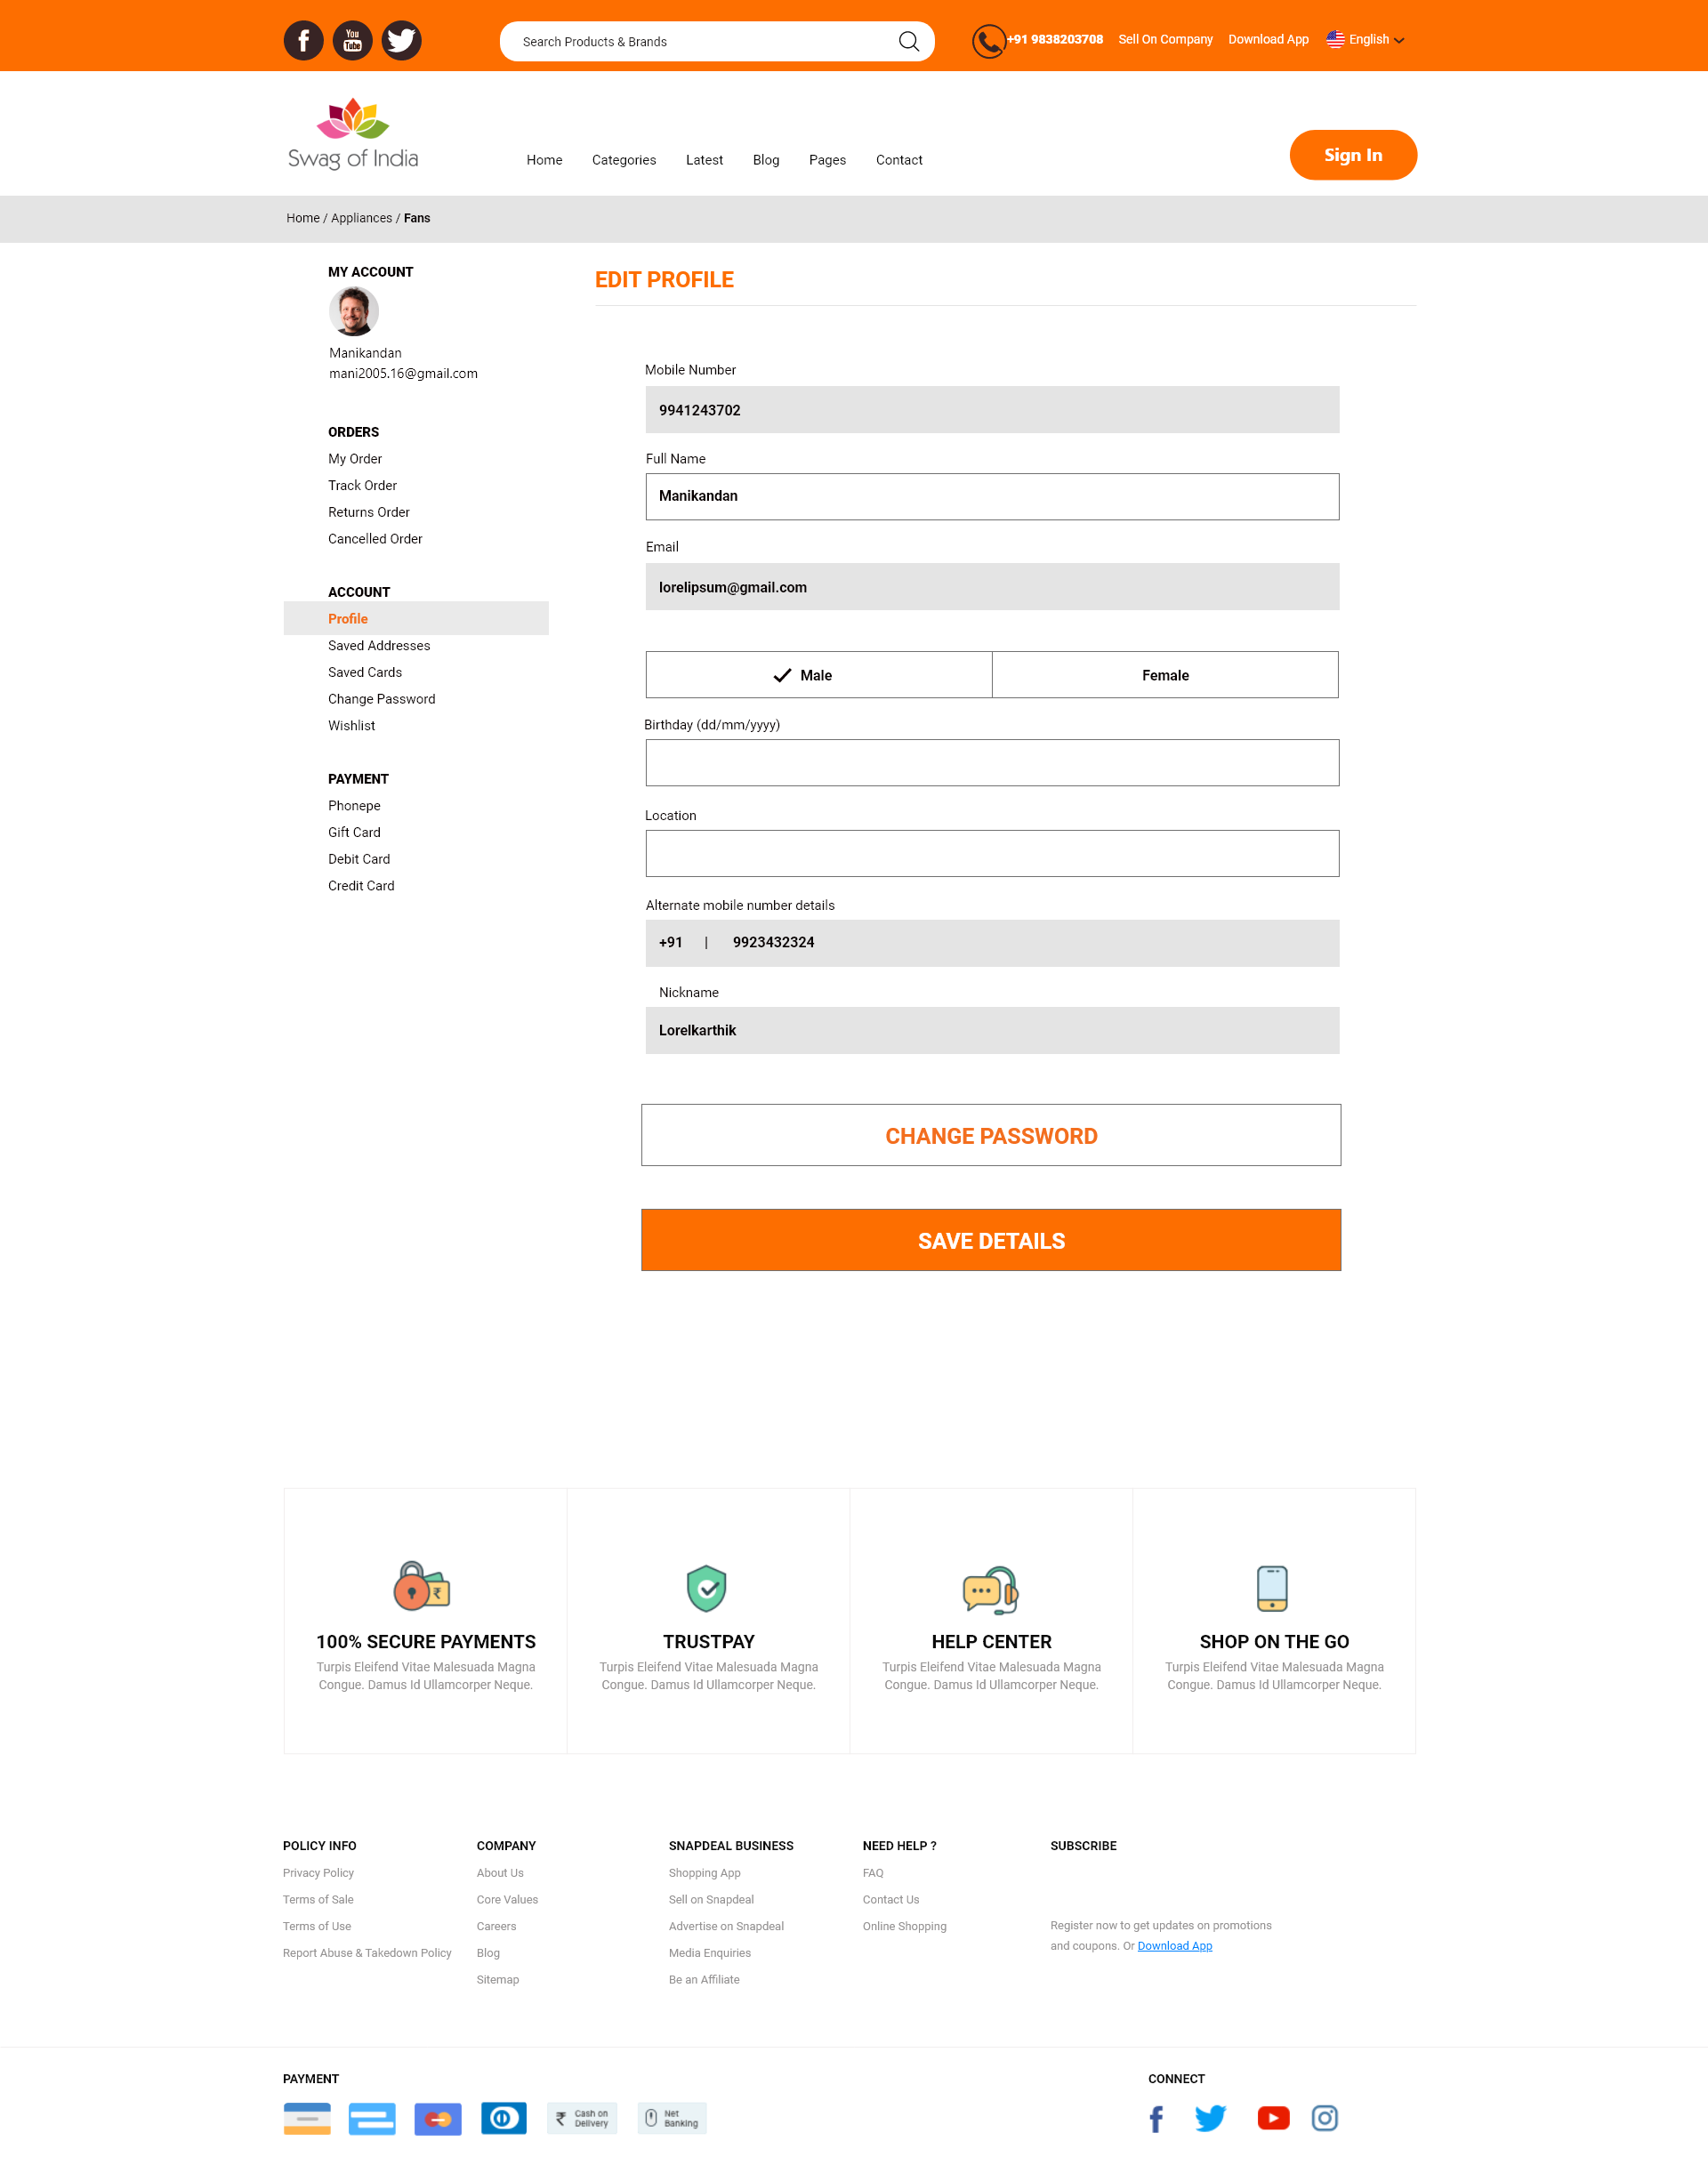 You
Tube
Search Products & Brands
+91 9838203708 Sell On Company Download App English
Swag of India
Home Categories Latest Blog Pages Contact
Sign In
Home / Appliances / Fans
MY ACCOUNT
Manikandan
mani2005.16@gmail.com
ORDERS
My Order
Track Order
Returns Order
Cancelled Order
ACCOUNT
Profile
Saved Addresses
Saved Cards
Change Password
Wishlist
PAYMENT
Phonepe
Gift Card
Debit Card
Credit Card
EDIT PROFILE
Mobile Number
9941243702
Full Name
Manikandan
Email
lorelipsum@gmail.com
Male Female
Birthday (dd/mm/yyyy)
Location
Alternate mobile number details
+91 | 9923432324
Nickname
Lorelkarthik
CHANGE PASSWORD
SAVE DETAILS
100% SECURE PAYMENTS
Turpis Eleifend Vitae Malesuada Magna
Congue. Damus Id Ullamcorper Neque.
TRUSTPAY
Turpis Eleifend Vitae Malesuada Magna
Congue. Damus Id Ullamcorper Neque.
HELP CENTER
Turpis Eleifend Vitae Malesuada Magna
Congue. Damus Id Ullamcorper Neque.
SHOP ON THE GO
Turpis Eleifend Vitae Malesuada Magna
Congue. Damus Id Ullamcorper Neque.
POLICY INFO
Privacy Policy
Terms of Sale
Terms of Use
Report Abuse & Takedown Policy
COMPANY
About Us
Core Values
Careers
Blog
Sitemap
SNAPDEAL BUSINESS
Shopping App
Sell on Snapdeal
Advertise on Snapdeal
Media Enquiries
Be an Affiliate
NEED HELP ?
FAQ
Contact Us
Online Shopping
SUBSCRIBE
Register now to get updates on promotions
and coupons. Or Download App
PAYMENT
₹ Cash on
Delivery
Net
Banking
CONNECT